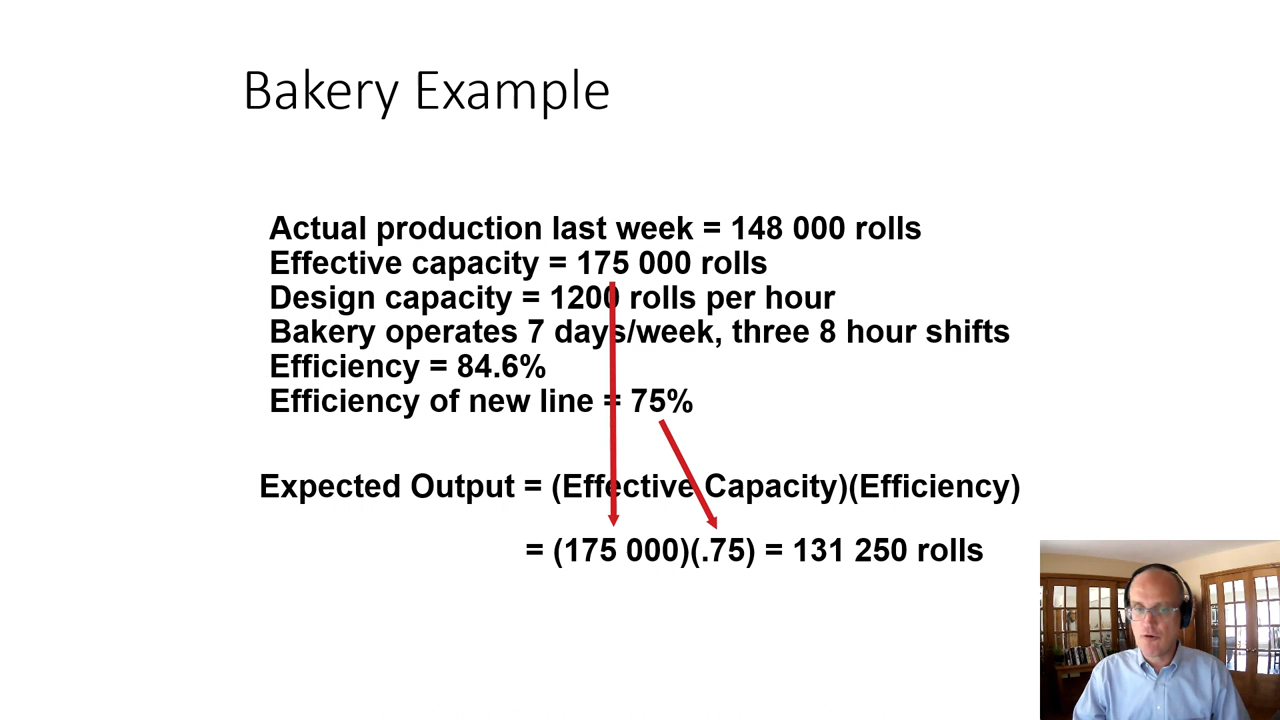 Bakery Example
Actual production last week = 148 000 rolls
Effective capacity = 175 000 rolls
Design capacity = 1200 rolls per hour
Bakery operates 7 days/week, three 8 hour shifts
Efficiency = 84.6%
Efficiency of new line = 75%
Expected Output = (Effective Capacity)(Efficiency)
= (175 000)(.75) = 131 250 rolls